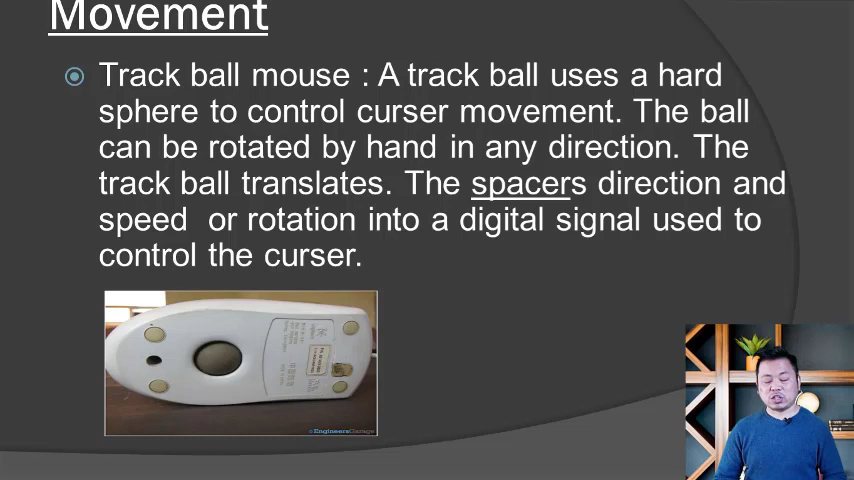 Movement
Track ball mouse : A track ball uses a hard
sphere to control curser movement. The ball
can be rotated by hand in any direction. The
track ball translates. The spacers direction and
speed or rotation into a digital signal used to
control the curser.
EngineersGarage